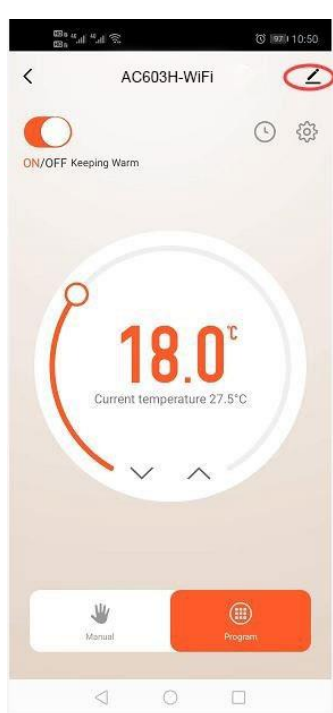 10:50
AC603H-WiFi
ON/OFF Keeping Warm
18.0℃
Current temperature 27.5°C
Manual
Program